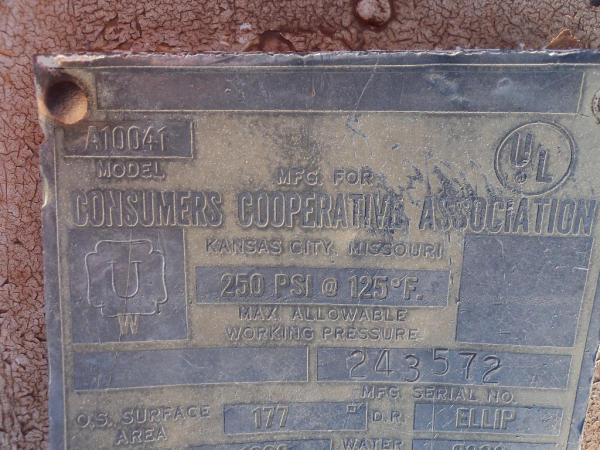 A10041
MODEL
UL
MFG. FOR
CONSUMERS COOPERATIVE ASSOCIATION
KANSAS CITY, MISSOURI
U
W
250 PSI @ 125°F.
MAX. ALLOWABLE
WORKING PRESSURE
243572
MFG. SERIAL NO.
O.S. SURFACE AREA
177 □' D.R. ELLIP
WATER